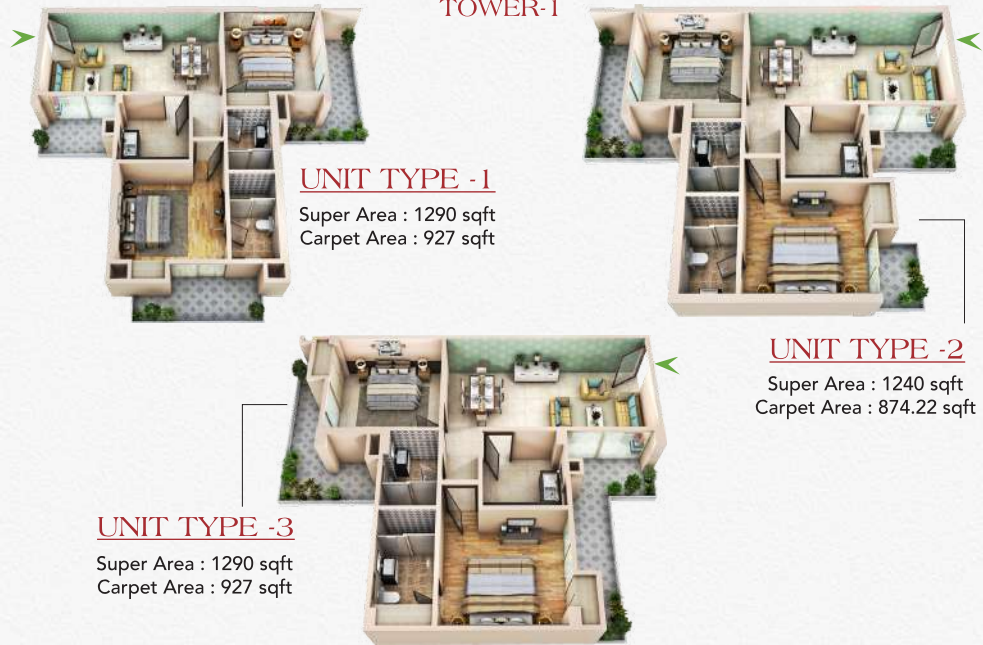 TOWER-1
UNIT TYPE -1
Super Area : 1290 sqft
Carpet Area : 927 sqft
UNIT TYPE -2
Super Area : 1240 sqft
Carpet Area : 874.22 sqft
UNIT TYPE -3
Super Area : 1290 sqft
Carpet Area : 927 sqft